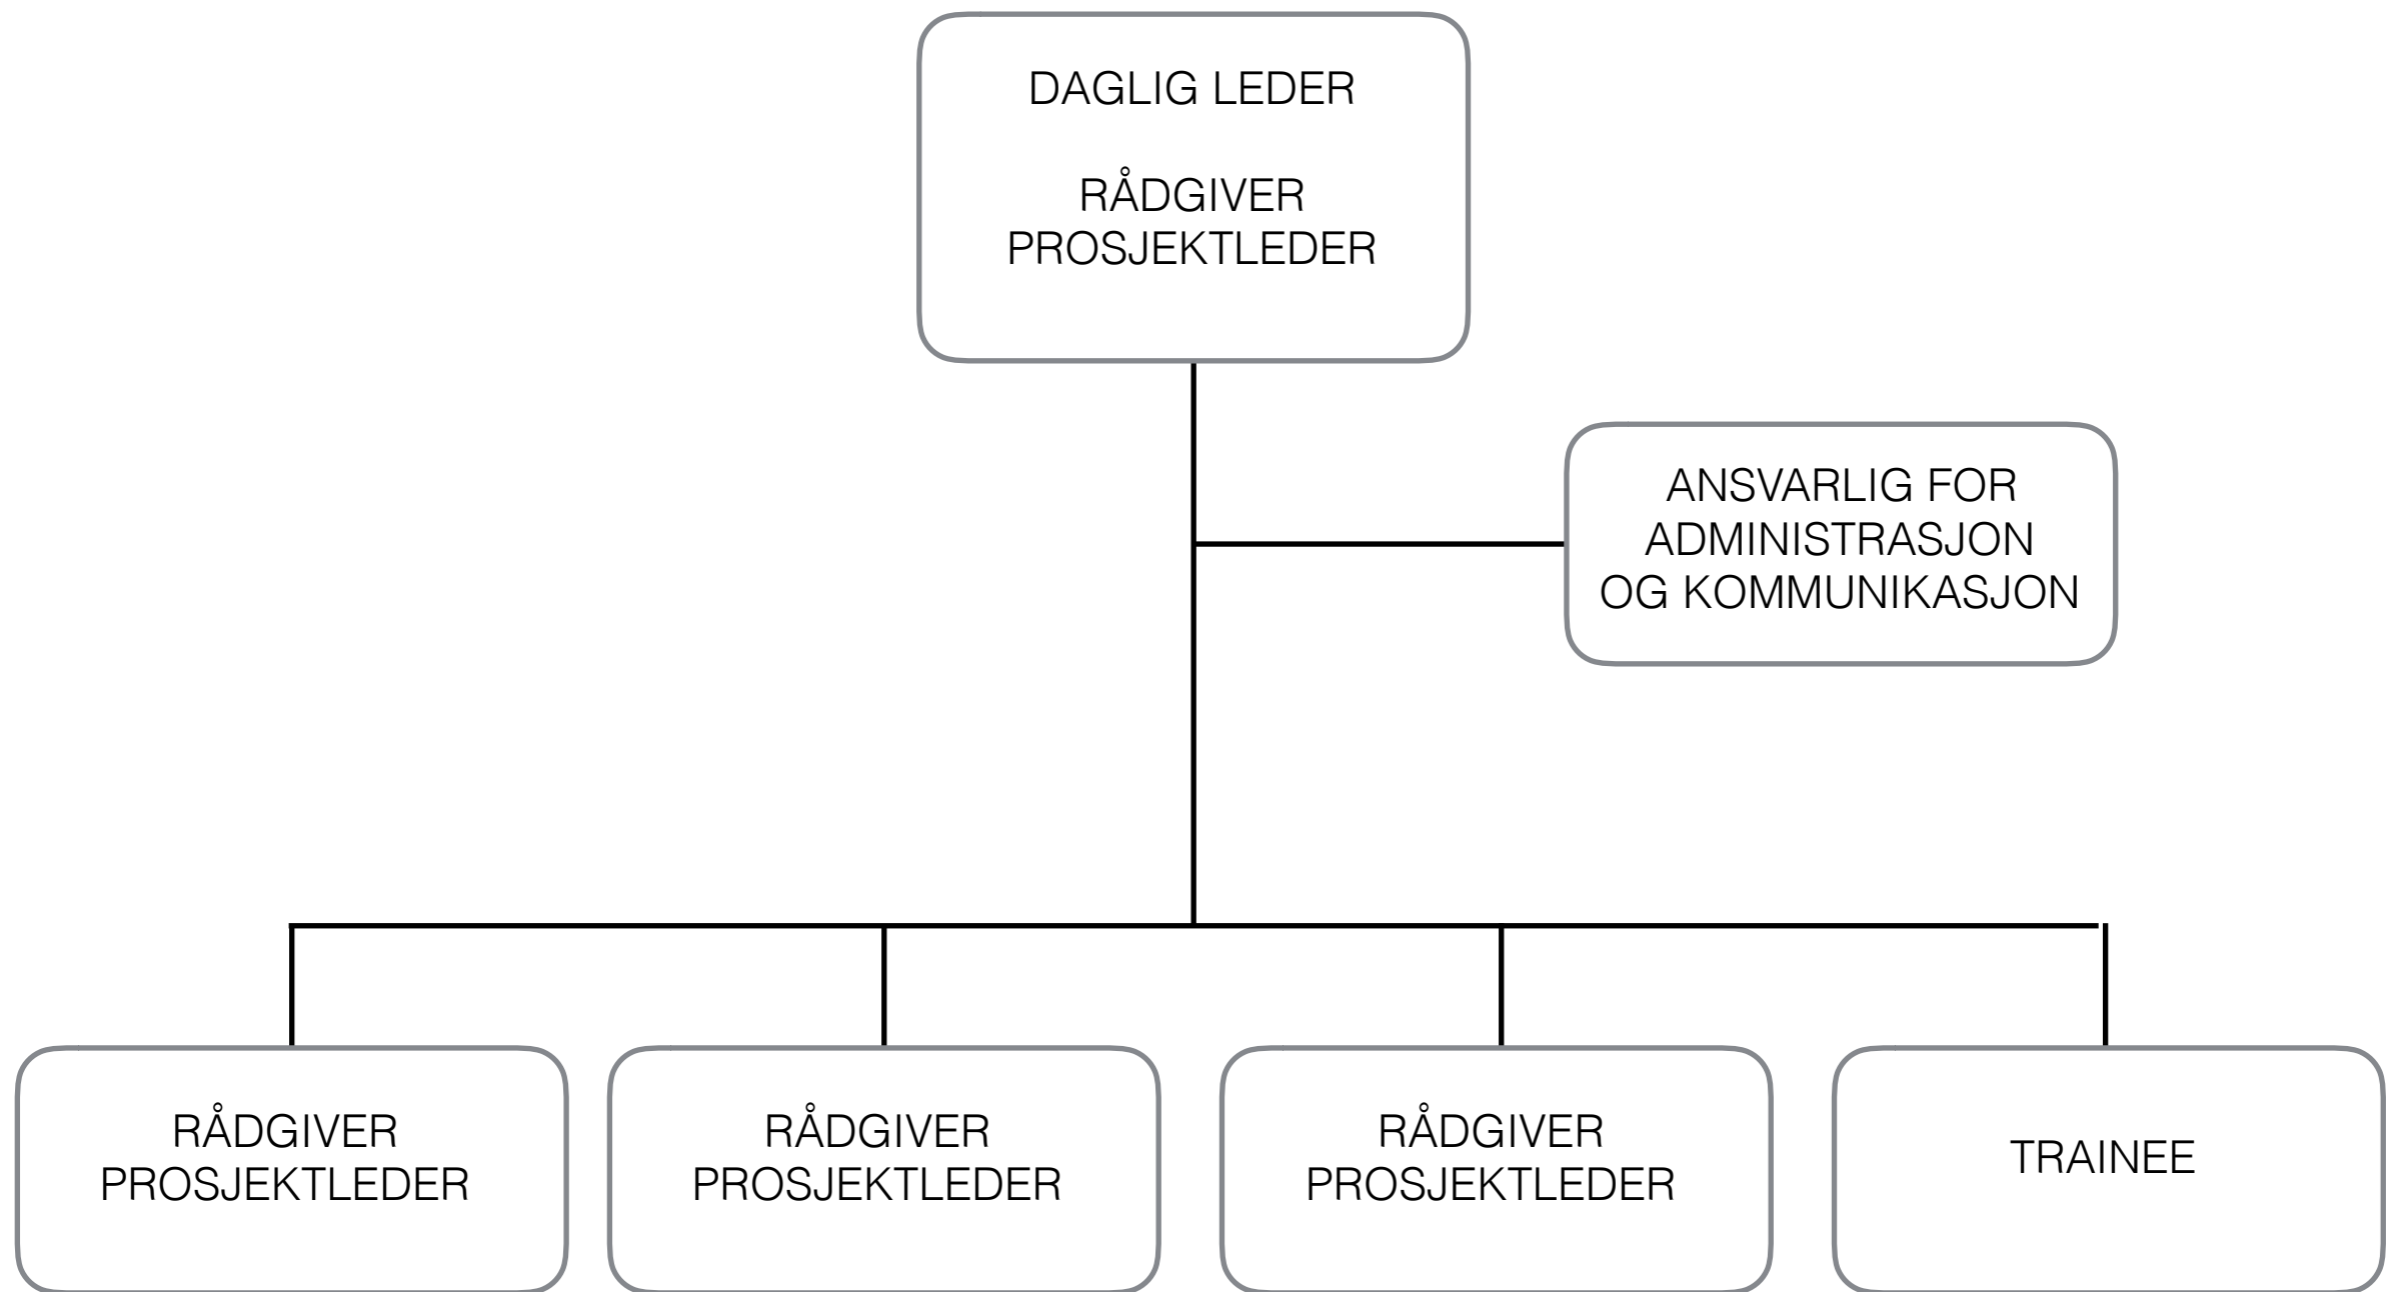 DAGLIG LEDER
RÅDGIVER
PROSJEKTLEDER
ANSVARLIG FOR
ADMINISTRASJON
OG KOMMUNIKASJON
RÅDGIVER
PROSJEKTLEDER
RÅDGIVER
PROSJEKTLEDER
RÅDGIVER
PROSJEKTLEDER
TRAINEE